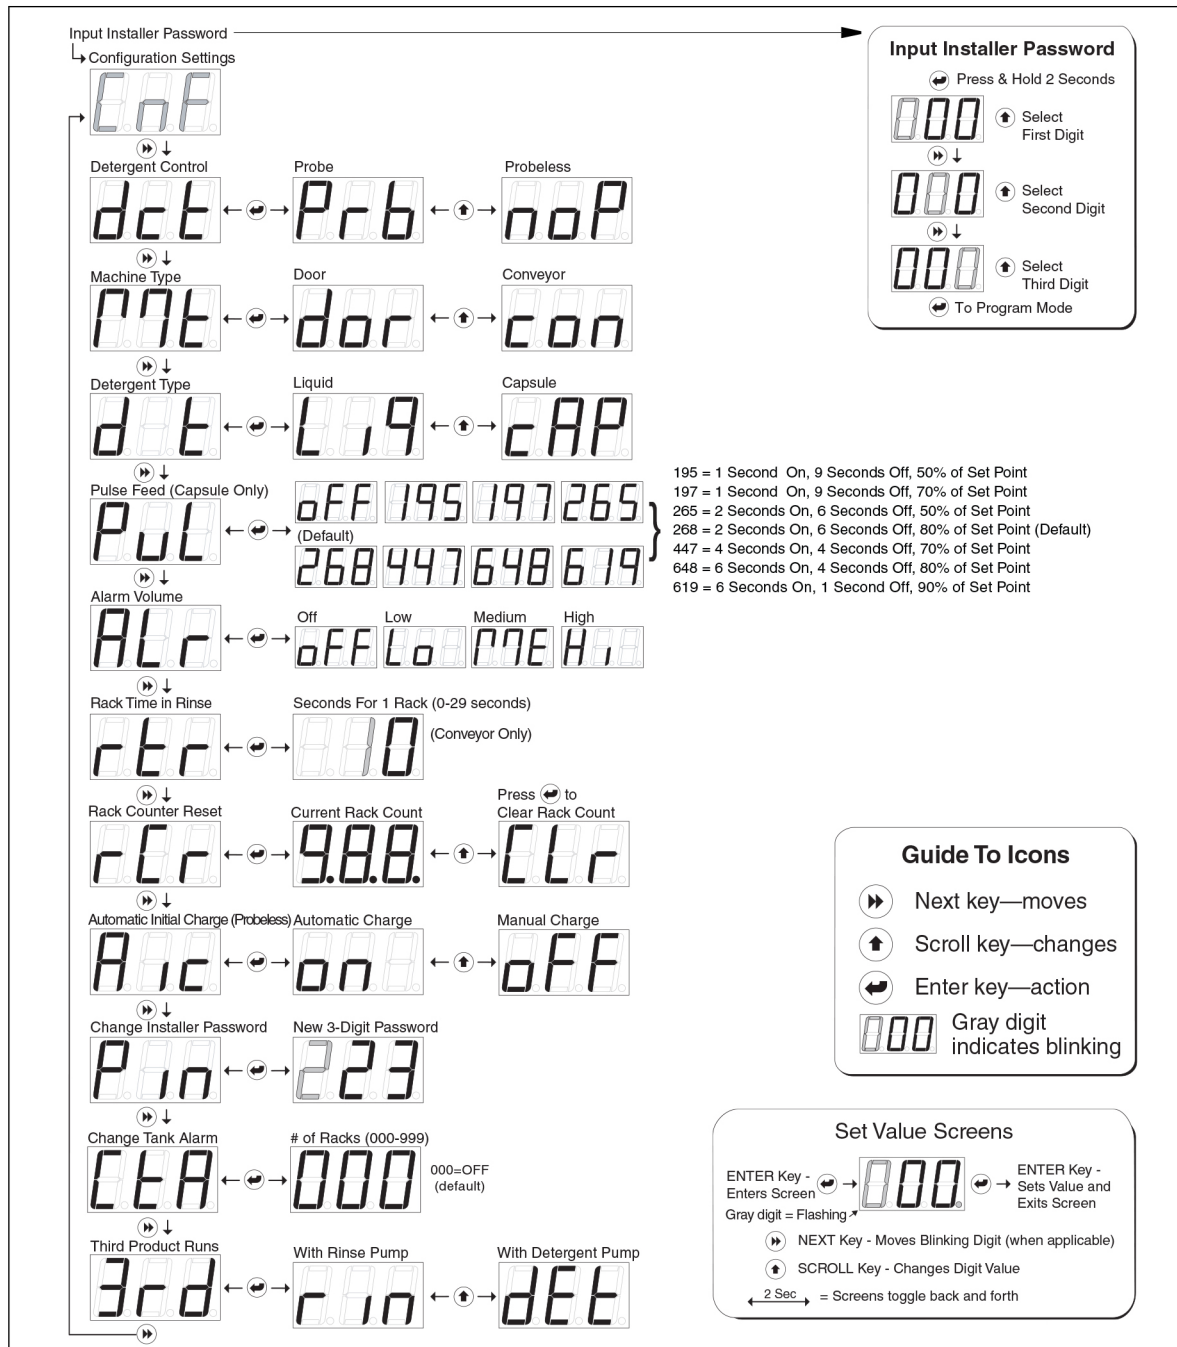 Input Installer Password
Configuration Settings
CnF
Detergent Control
Probe
Probeless
dct
Prb
noP
Machine Type
Door
Conveyor
Mt
dor
con
Detergent Type
Liquid
Capsule
d t
Liq
cAP
Pulse Feed (Capsule Only)
PuL
oFF 195 197 265
(Default)
268 447 648 619
195 = 1 Second On, 9 Seconds Off, 50% of Set Point
197 = 1 Second On, 9 Seconds Off, 70% of Set Point
265 = 2 Seconds On, 6 Seconds Off, 50% of Set Point
268 = 2 Seconds On, 6 Seconds Off, 80% of Set Point (Default)
447 = 4 Seconds On, 4 Seconds Off, 70% of Set Point
648 = 6 Seconds On, 4 Seconds Off, 80% of Set Point
619 = 6 Seconds On, 1 Second Off, 90% of Set Point
Alarm Volume
Off Low Medium High
ALr
oFF Lo ME Hi
Rack Time in Rinse
Seconds For 1 Rack (0-29 seconds)
rtr
10
(Conveyor Only)
Rack Counter Reset
Current Rack Count
Press to
Clear Rack Count
rCr
9.8.8.
CLr
Automatic Initial Charge (Probeless)
Automatic Charge
Manual Charge
Aic
on
oFF
Change Installer Password
New 3-Digit Password
Pin
223
Change Tank Alarm
# of Racks (000-999)
CtA
000
000=OFF
(default)
Third Product Runs
With Rinse Pump
With Detergent Pump
3rd
rin
dEt
Input Installer Password
Press & Hold 2 Seconds
000
Select
First Digit
000
Select
Second Digit
000
Select
Third Digit
To Program Mode
Guide To Icons
Next key—moves
Scroll key—changes
Enter key—action
000
Gray digit
indicates blinking
Set Value Screens
ENTER Key -
Enters Screen
Gray digit = Flashing
000.
ENTER Key -
Sets Value and
Exits Screen
NEXT Key - Moves Blinking Digit (when applicable)
SCROLL Key - Changes Digit Value
2 Sec = Screens toggle back and forth